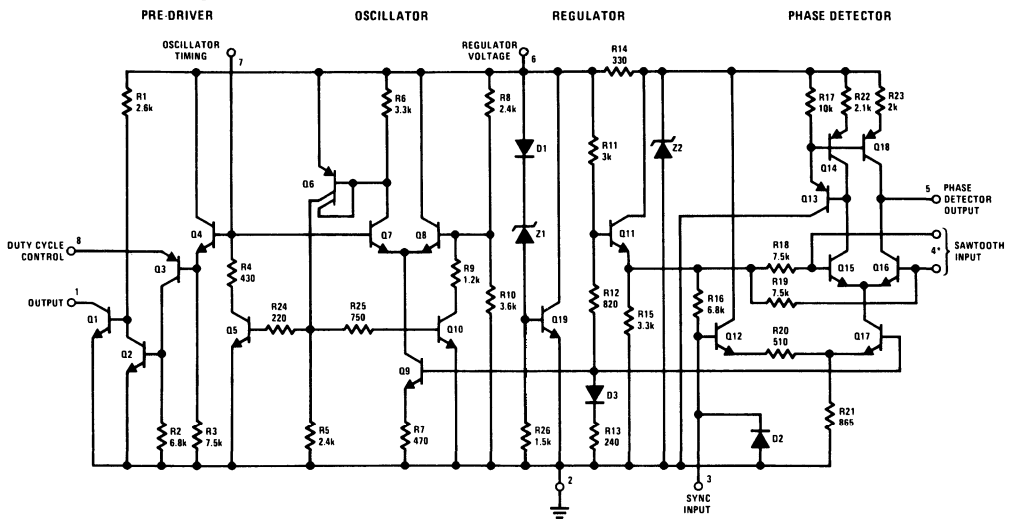 PRE-DRIVER
OSCILLATOR
REGULATOR
PHASE DETECTOR
OSCILLATOR
TIMING
7
REGULATOR
VOLTAGE
6
R14
330
R1
2.6k
R6
3.3k
R8
2.4k
R17
10k
R22
2.1k
R23
2k
D1
R11
3k
Z2
Q18
Q14
Q6
Q13
5
PHASE
DETECTOR
OUTPUT
8
DUTY CYCLE
CONTROL
Q4
Q7
Q8
Z1
Q11
4*
SAWTOOTH
INPUT
Q3
R4
430
R9
1.2k
R18
7.5k
Q15
Q16
R19
7.5k
OUTPUT
1
R10
3.6k
R12
820
R16
6.8k
Q1
Q5
R24
220
R25
750
Q10
Q19
R15
3.3k
Q12
R20
510
Q17
Q2
Q9
D3
R2
6.8k
R3
7.5k
R5
2.4k
R7
470
R26
1.5k
R13
240
D2
R21
865
2
3
SYNC
INPUT